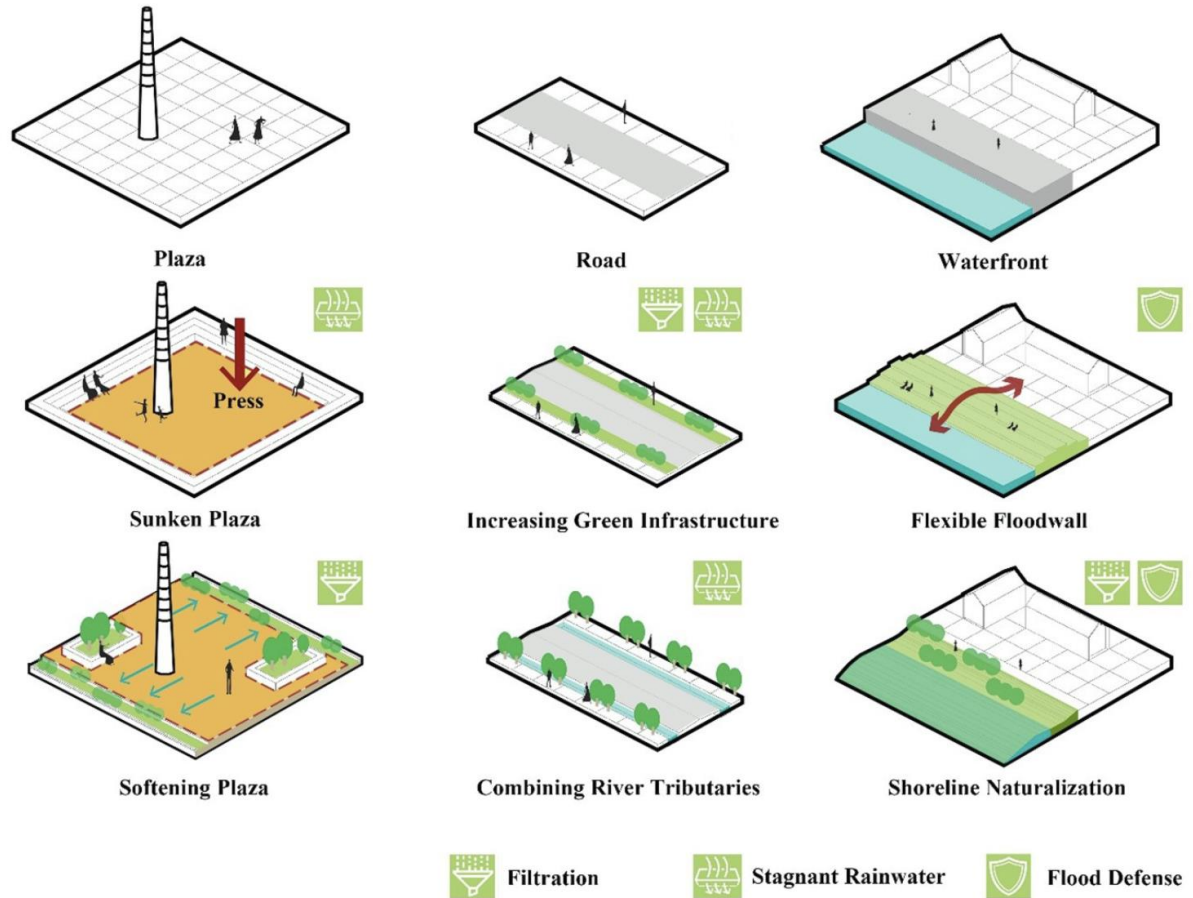 Plaza
Road
Waterfront
Press
Sunken Plaza
Increasing Green Infrastructure
Flexible Floodwall
Softening Plaza
Combining River Tributaries
Shoreline Naturalization
Filtration
Stagnant Rainwater
Flood Defense